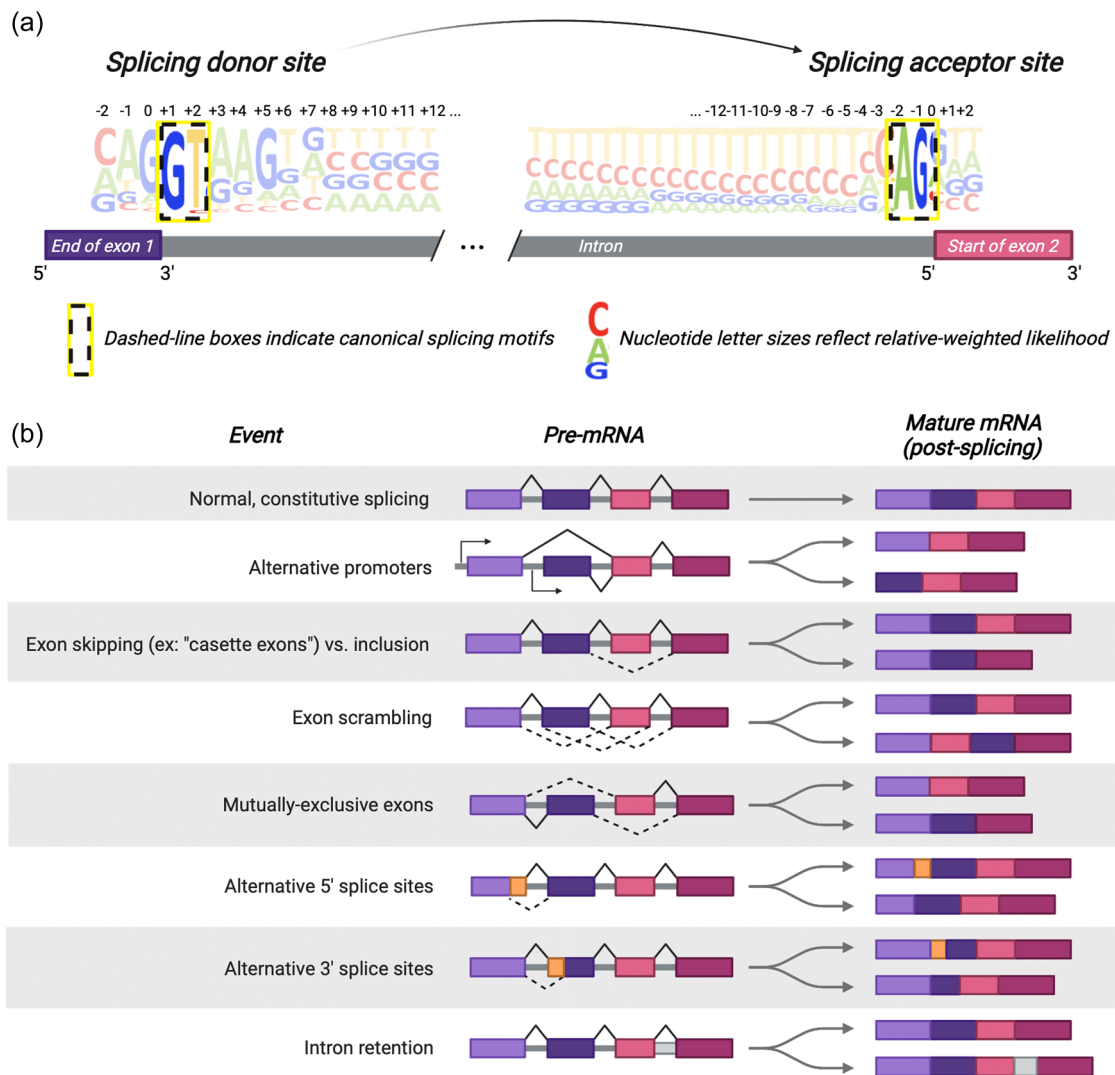 (a)
Splicing donor site
Splicing acceptor site
-2 -1 0 +1 +2 +3 +4 +5 +6 +7 +8 +9 +10 +11 +12 ...
... -12 -11 -10 -9 -8 -7 -6 -5 -4 -3 -2 -1 0 +1 +2
End of exon 1
...
Intron
Start of exon 2
5' 3' 5' 3'
Dashed-line boxes indicate canonical splicing motifs
C
A
G
Nucleotide letter sizes reflect relative-weighted likelihood
(b)
Event
Pre-mRNA
Mature mRNA
(post-splicing)
Normal, constitutive splicing
Alternative promoters
Exon skipping (ex: "casette exons") vs. inclusion
Exon scrambling
Mutually-exclusive exons
Alternative 5' splice sites
Alternative 3' splice sites
Intron retention